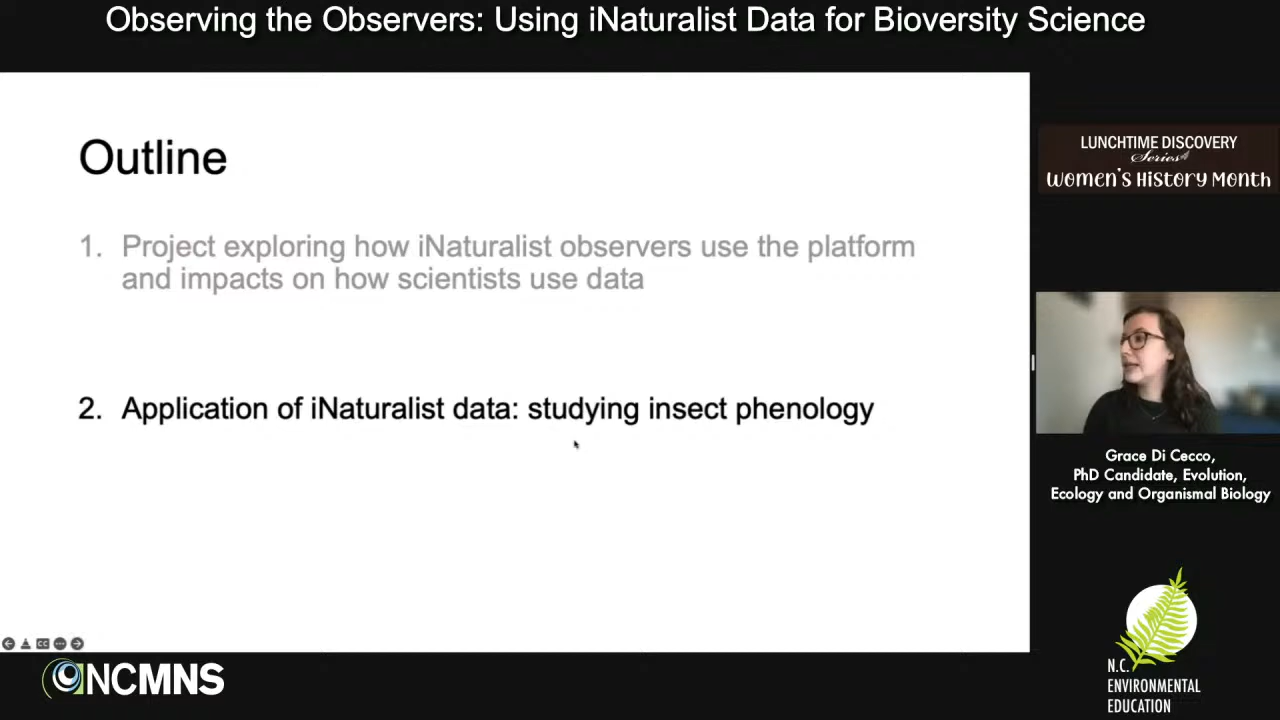 Observing the Observers: Using iNaturalist Data for Bioversity Science
Outline
1. Project exploring how iNaturalist observers use the platform
and impacts on how scientists use data
2. Application of iNaturalist data: studying insect phenology
LUNCHTIME DISCOVERY
Series
Women's History Month
Grace Di Cecco,
PhD Candidate, Evolution,
Ecology and Organismal Biology
CC
NCMNS
N.C.
ENVIRONMENTAL
EDUCATION